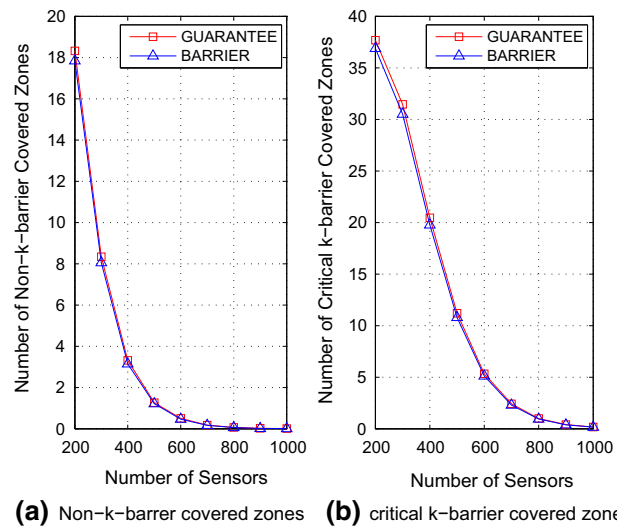 GUARANTEE
BARRIER
20
18
16
14
12
10
8
6
4
2
0
200 400 600 800 1000
Number of Non−k−barrier Covered Zones
Number of Sensors
(a) Non−k−barrer covered zones
GUARANTEE
BARRIER
40
35
30
25
20
15
10
5
0
200 400 600 800 1000
Number of Critical k−barrier Covered Zones
Number of Sensors
(b) critical k−barrier covered zone